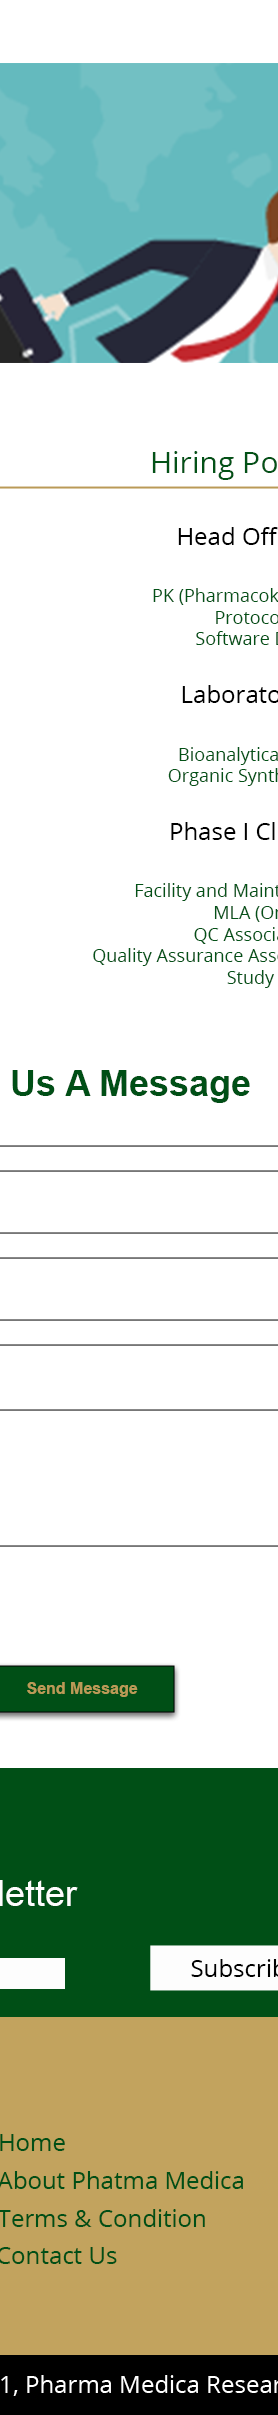 Hiring Po
Head Off
PK (Pharmacok
Protoco
Software
Laborato
Bioanalytica
Organic Synth
Phase I Cl
Facility and Maint
MLA (Or
QC Associa
Quality Assurance Asso
Study
Us A Message
Send Message
letter
Subscrib
Home
About Phatma Medica
Terms & Condition
Contact Us
1, Pharma Medica Resear